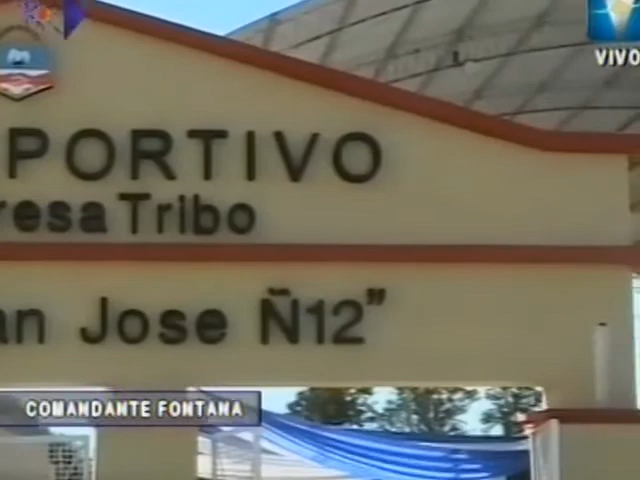 VIVO
PORTIVO
resa Tribo
an Jose Ñ12"
COMANDANTE FONTANA